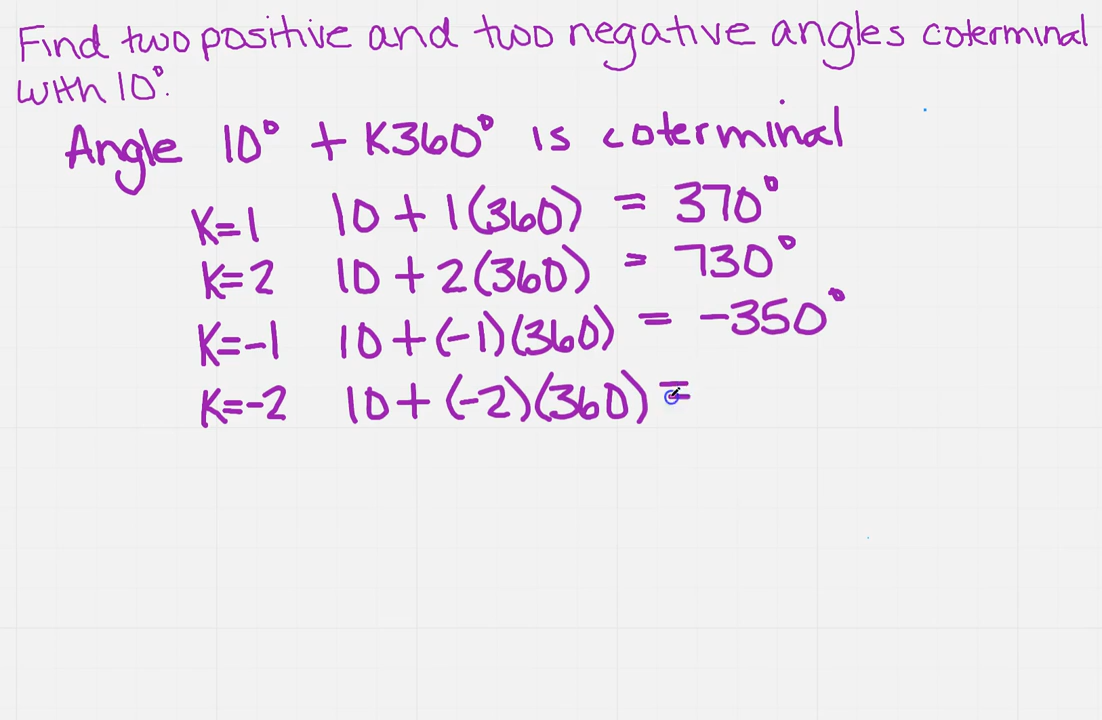 Find two positive and two negative angles coterminal
with 10°.
Angle 10° + K360° is coterminal
K=1 10 + 1(360) = 370°
K=2 10 + 2(360) = 730°
K=-1 10 + (-1)(360) = -350°
K=-2 10 + (-2)(360) =